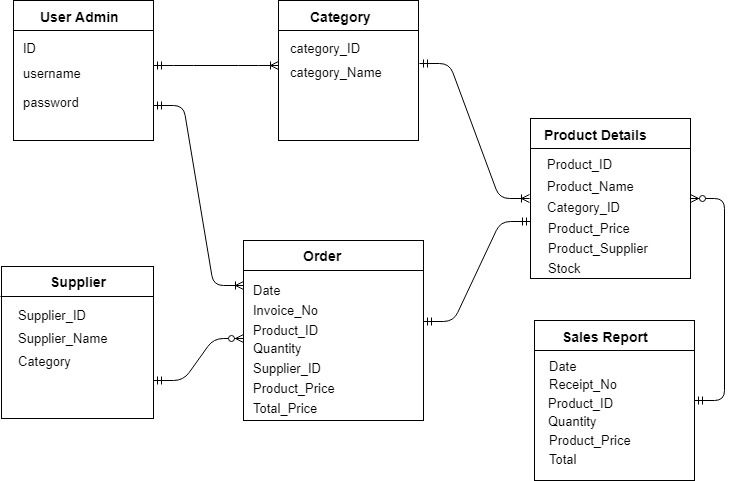 User Admin
ID
username
password
Category
category_ID
category_Name
Product Details
Product_ID
Product_Name
Category_ID
Product_Price
Product_Supplier
Stock
Supplier
Supplier_ID
Supplier_Name
Category
Order
Date
Invoice_No
Product_ID
Quantity
Supplier_ID
Product_Price
Total_Price
Sales Report
Date
Receipt_No
Product_ID
Quantity
Product_Price
Total